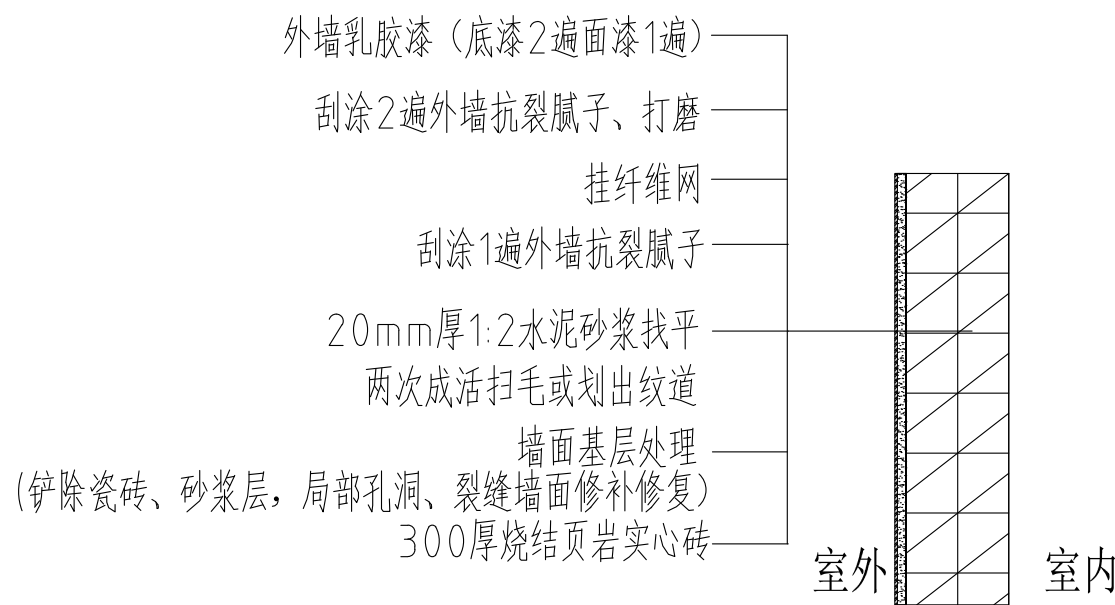 外墙乳胶漆（底漆2遍面漆1遍）
刮涂2遍外墙抗裂腻子、打磨
挂纤维网
刮涂1遍外墙抗裂腻子
20mm厚1:2水泥砂浆找平
两次成活扫毛或划出纹道
墙面基层处理
(铲除瓷砖、砂浆层，局部孔洞、裂缝墙面修补修复)
300厚烧结页岩实心砖
室外
室内